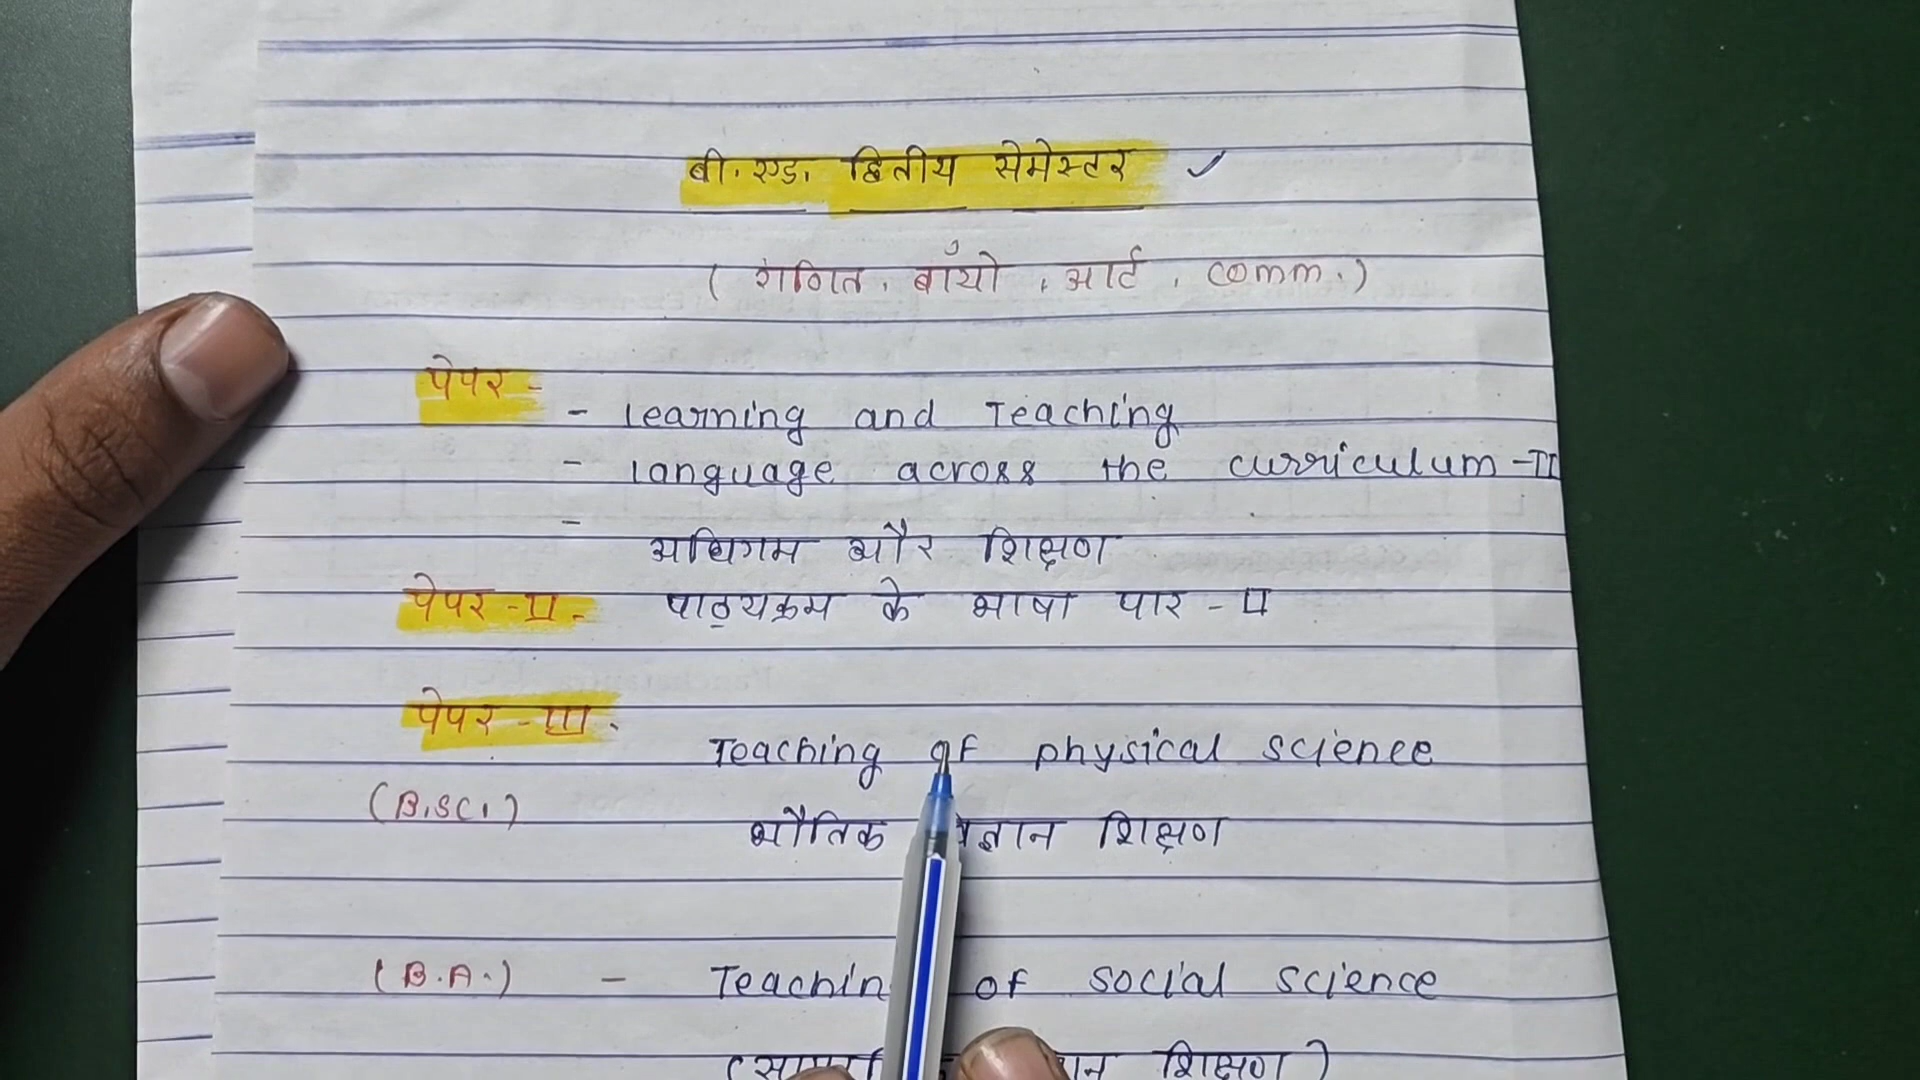 बी.एड. द्वितीय सेमेस्टर ✓
( गणित, बॉयो, आर्ट, Comm.)
पेपर-
- Learning and Teaching
- Language across the curriculum-II
-
अधिगम और शिक्षण
पेपर-II- पाठ्यक्रम के भाषा पार-II
पेपर-III.
Teaching of physical science
(B.Sc.)
भौतिक शिक्षण
(B.A.) - Teaching of social science
शिक्षण)